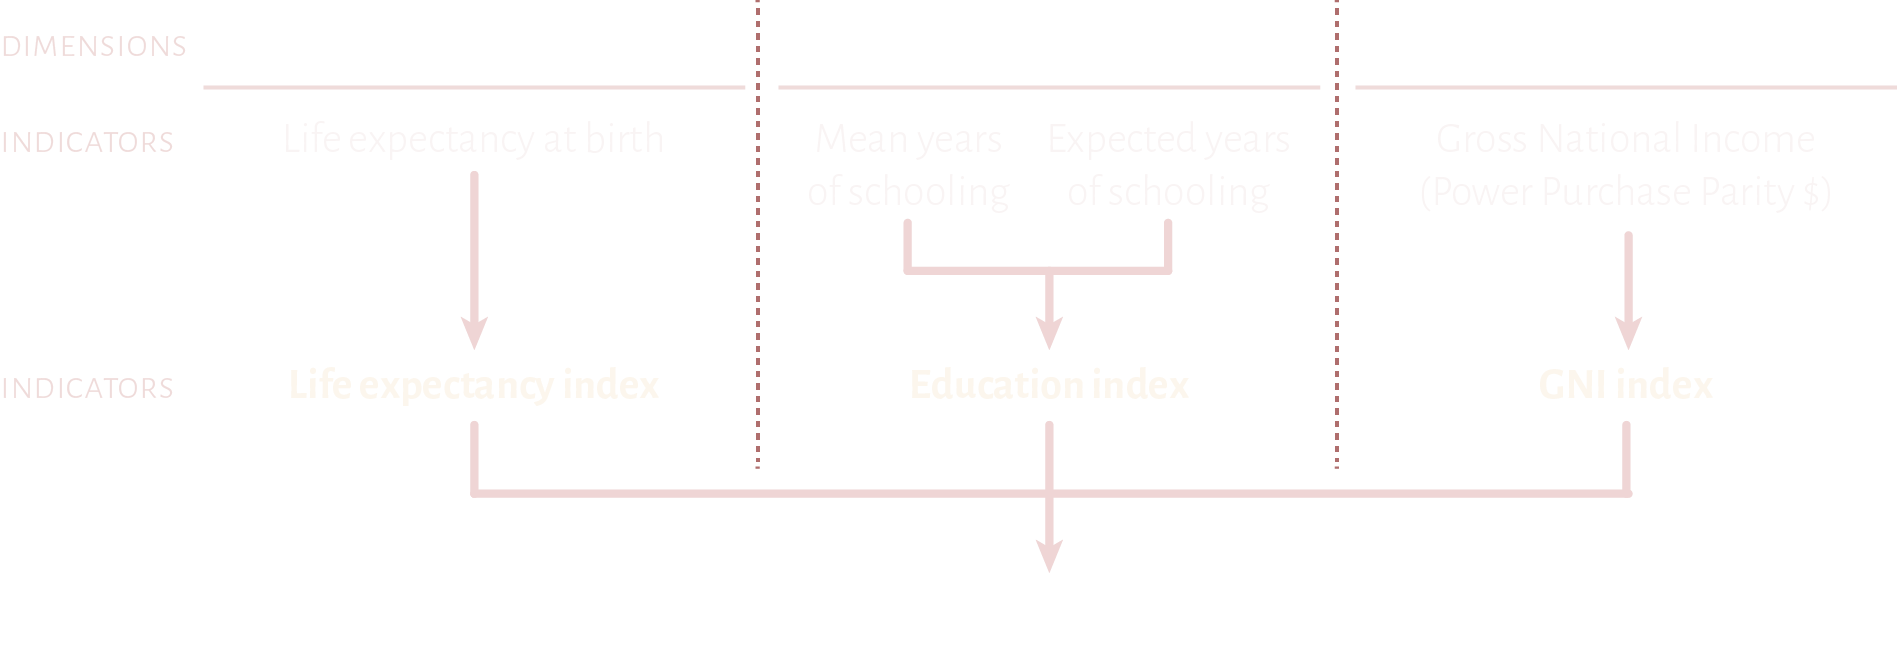 DIMENSIONS
INDICATORS
Life expectancy at birth
Mean years
of schooling
Expected years
of schooling
Gross National Income
(Power Purchase Parity $)
INDICATORS
Life expectancy index
Education index
GNI index